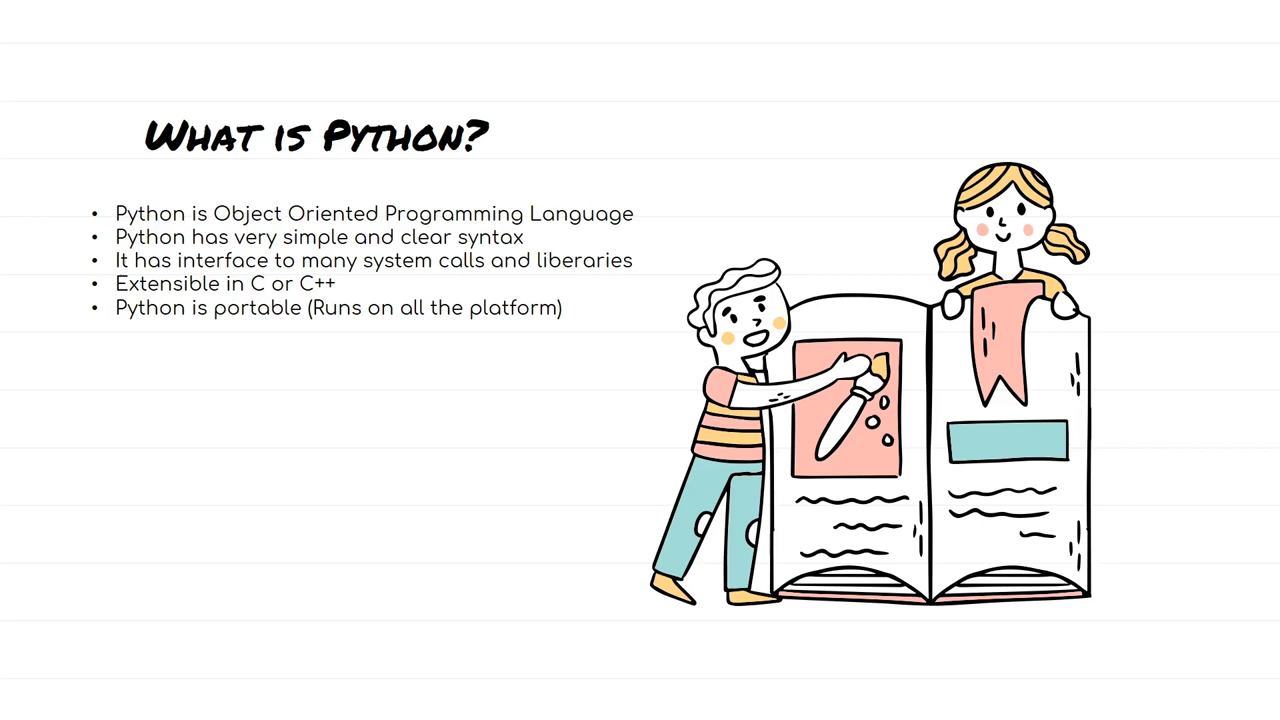 What is Python?
• Python is Object Oriented Programming Language
• Python has very simple and clear syntax
• It has interface to many system calls and liberaries
• Extensible in C or C++
• Python is portable (Runs on all the platform)